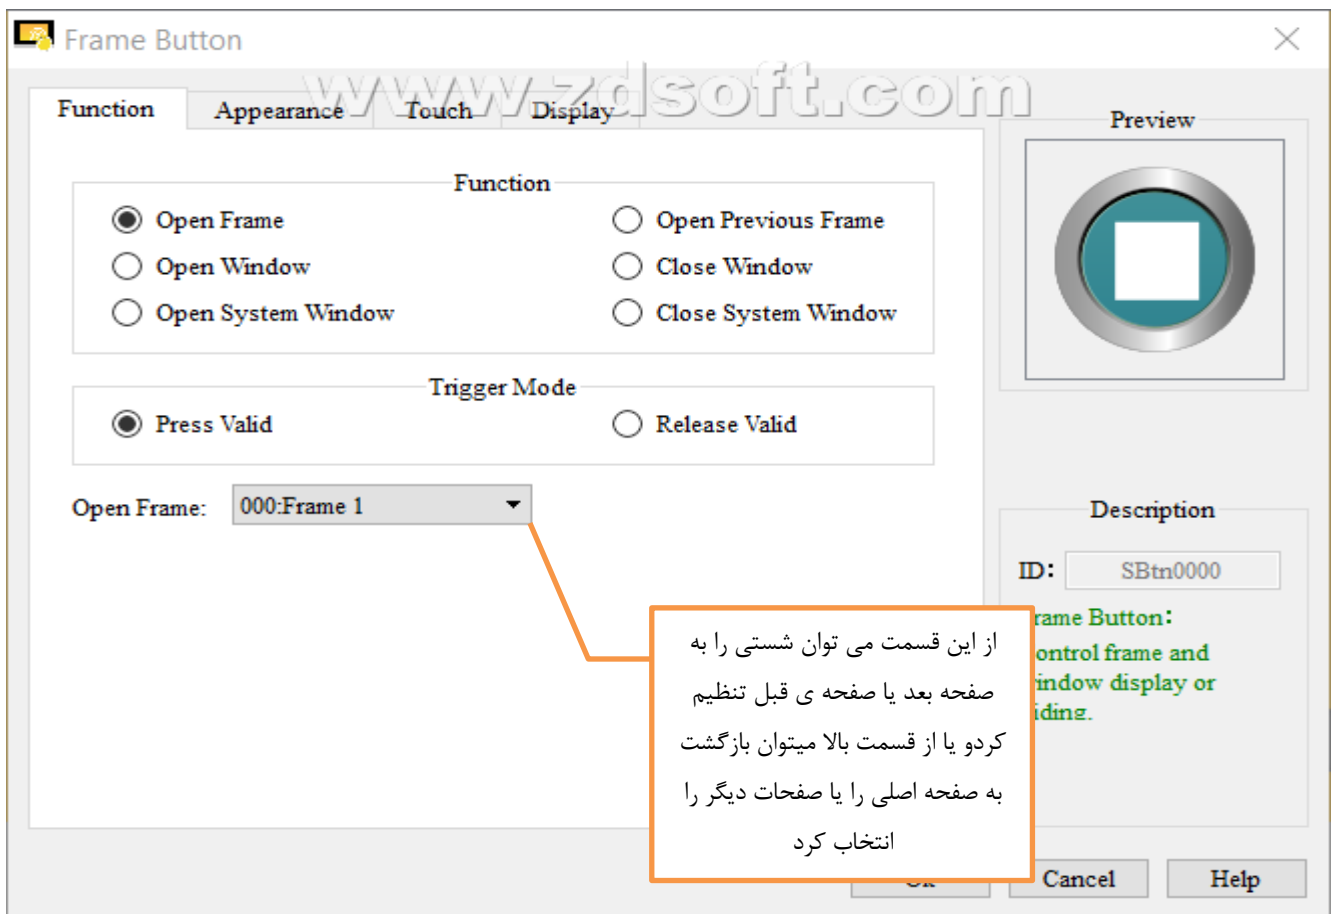 Frame Button
www.zdsoft.com
Function Appearance Touch Display
Preview
Function
Open Frame Open Previous Frame
Open Window Close Window
Open System Window Close System Window
Trigger Mode
Press Valid Release Valid
Open Frame: 000:Frame 1
Description
ID: SBtn0000
Button:
frame and
display or
از این قسمت می توان شستی را به
صفحه بعد یا صفحه ی قبل تنظیم
کردو یا از قسمت بالا میتوان بازگشت
به صفحه اصلی را یا صفحات دیگر را
انتخاب کرد
Cancel Help